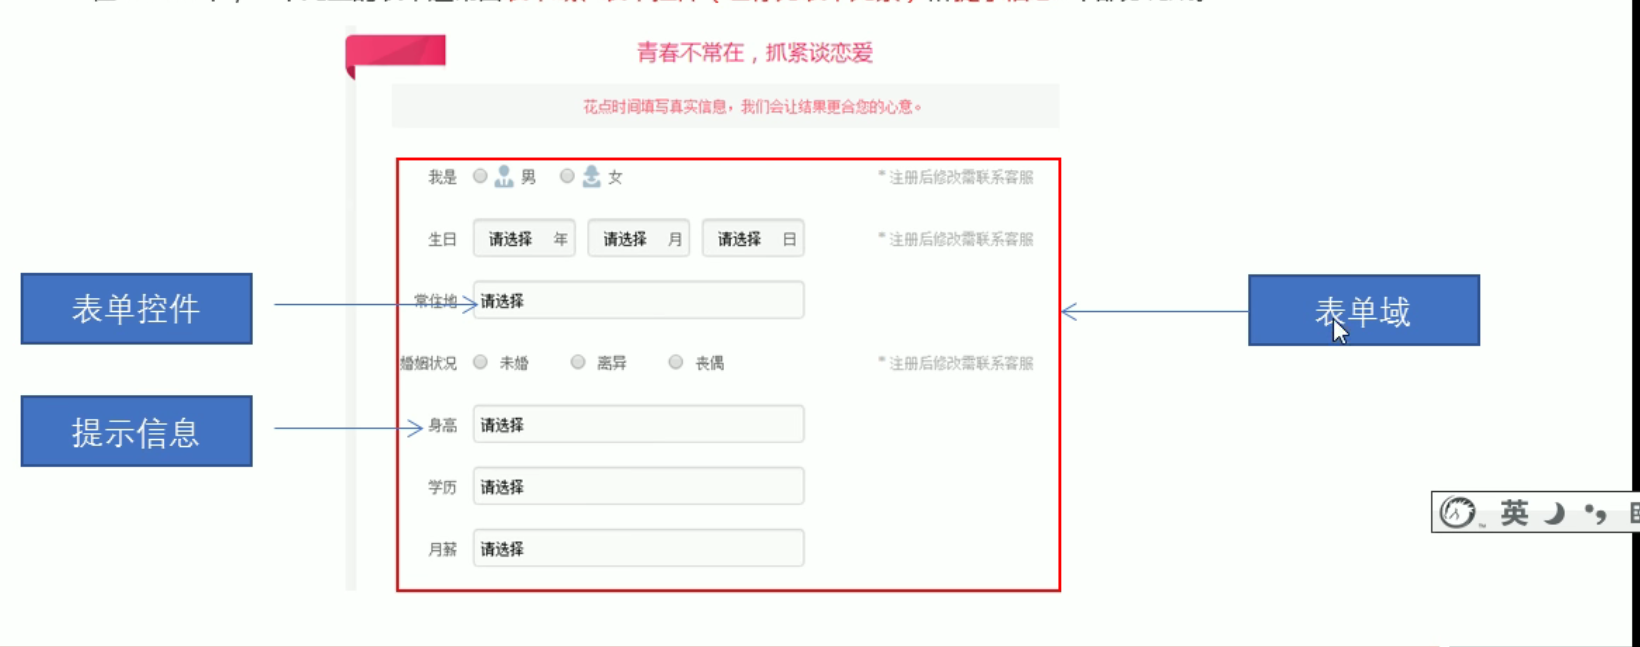 青春不常在，抓紧谈恋爱
花点时间填写真实信息，我们会让结果更合您的心意。
我是 男 女 * 注册后修改需联系客服
生日 请选择 年 请选择 月 请选择 日 * 注册后修改需联系客服
表单控件
常住地 请选择
表单域
婚姻状况 未婚 离异 丧偶 * 注册后修改需联系客服
提示信息
身高 请选择
学历 请选择
英
月薪 请选择